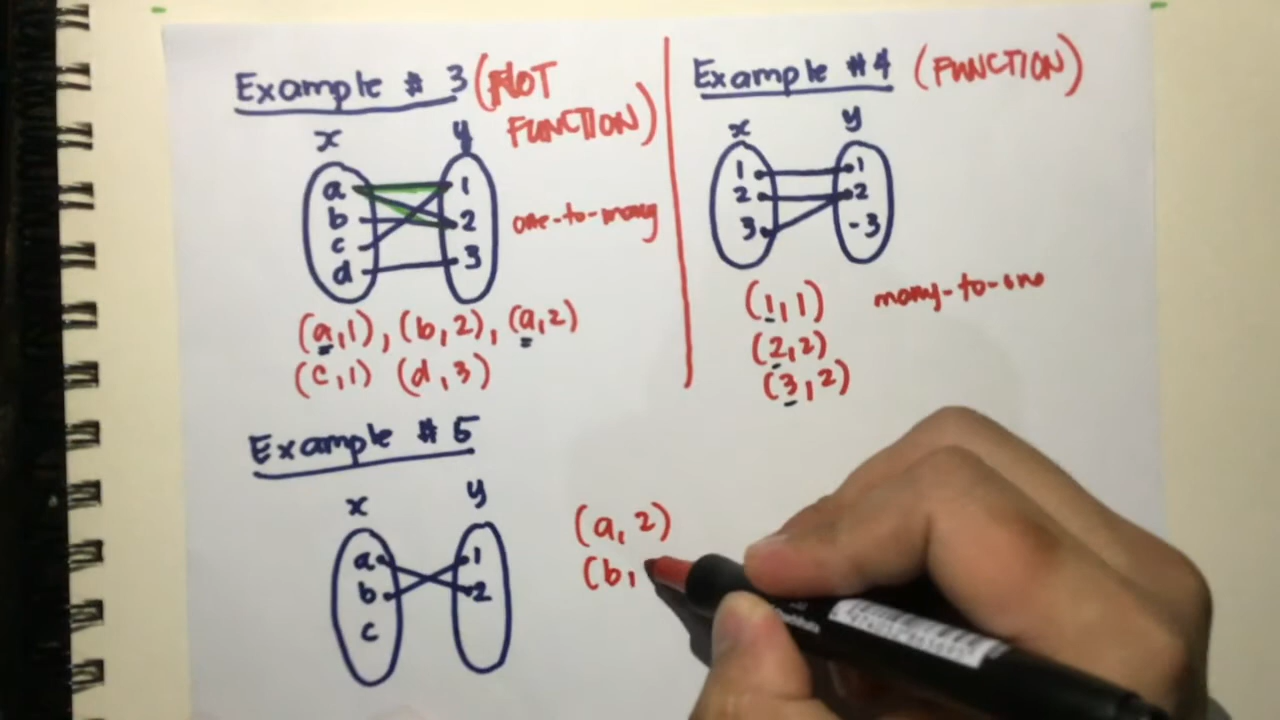 Example # 3 (NOT
FUNCTION)
x y
a 1
b 2
c 3
d
one-to-many
(a,1), (b,2), (a,2)
(c,1) (d,3)
Example #4 (FUNCTION)
x y
1 1
2 2
3 3
(1,1) many-to-one
(2,2)
(3,2)
Example # 5
x y
a 1
b 2
c
(a,2)
(b,